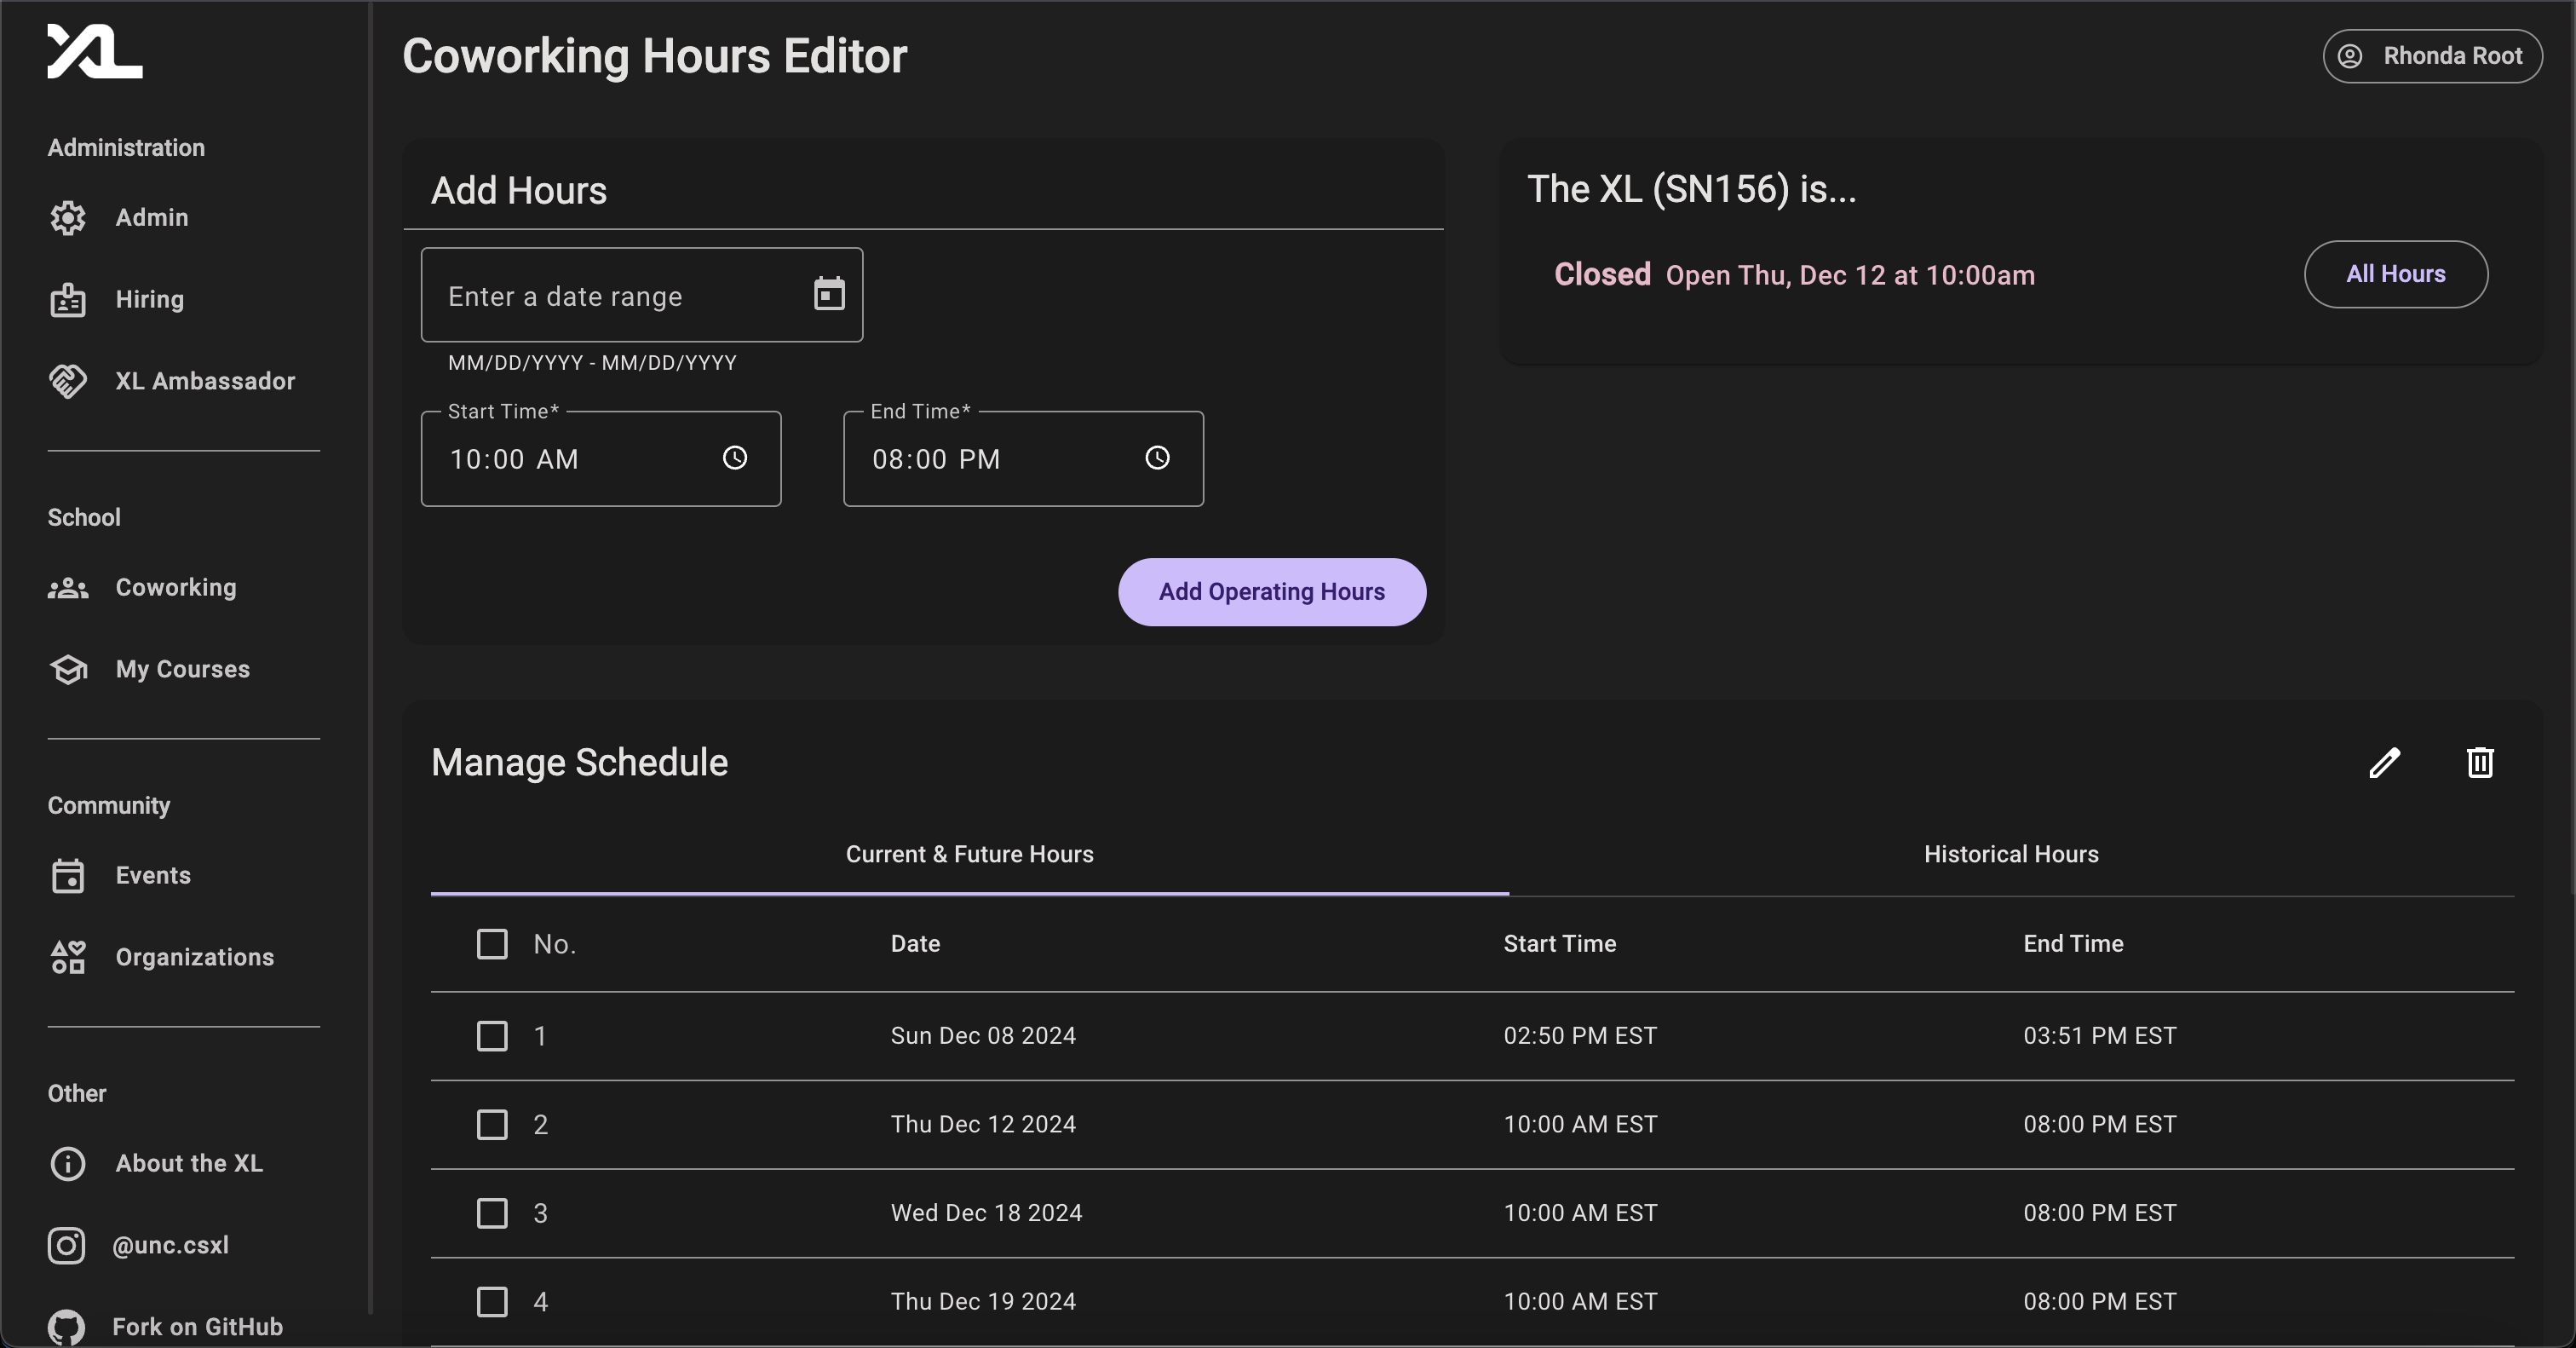 XL
Administration
Admin
Hiring
XL Ambassador
School
Coworking
My Courses
Community
Events
Organizations
Other
About the XL
@unc.csxl
Fork on GitHub
Coworking Hours Editor
Rhonda Root
Add Hours
Enter a date range
MM/DD/YYYY - MM/DD/YYYY
Start Time*
10:00 AM
End Time*
08:00 PM
Add Operating Hours
The XL (SN156) is...
Closed Open Thu, Dec 12 at 10:00am
All Hours
Manage Schedule
Current & Future Hours Historical Hours
No. Date Start Time End Time
1 Sun Dec 08 2024 02:50 PM EST 03:51 PM EST
2 Thu Dec 12 2024 10:00 AM EST 08:00 PM EST
3 Wed Dec 18 2024 10:00 AM EST 08:00 PM EST
4 Thu Dec 19 2024 10:00 AM EST 08:00 PM EST